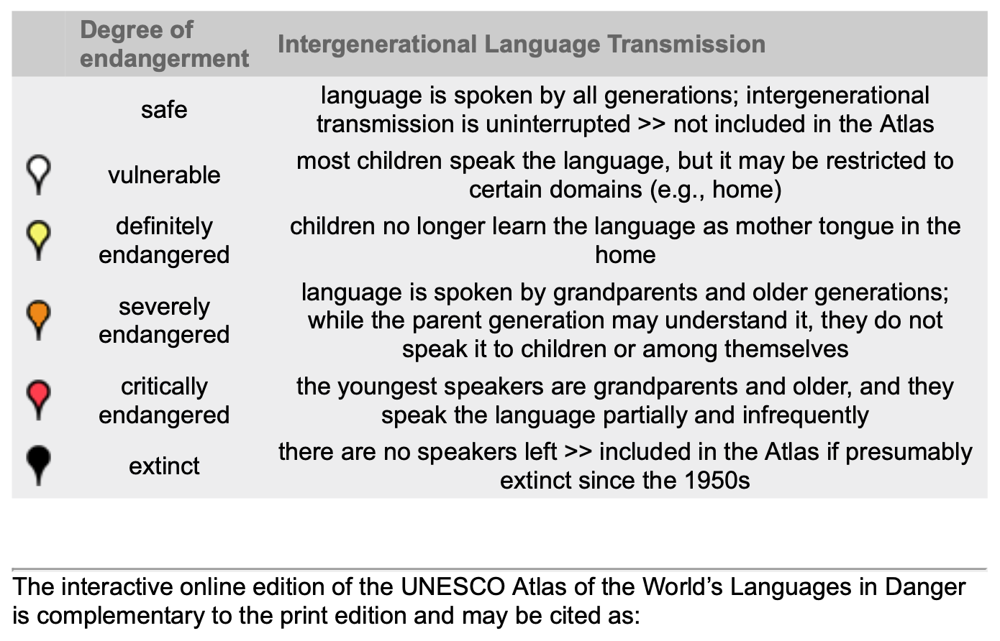 Degree of
endangerment
Intergenerational Language Transmission
safe
language is spoken by all generations; intergenerational
transmission is uninterrupted >> not included in the Atlas
vulnerable
most children speak the language, but it may be restricted to
certain domains (e.g., home)
definitely
endangered
children no longer learn the language as mother tongue in the
home
severely
endangered
language is spoken by grandparents and older generations;
while the parent generation may understand it, they do not
speak it to children or among themselves
critically
endangered
the youngest speakers are grandparents and older, and they
speak the language partially and infrequently
extinct
there are no speakers left >> included in the Atlas if presumably
extinct since the 1950s
The interactive online edition of the UNESCO Atlas of the World’s Languages in Danger
is complementary to the print edition and may be cited as: